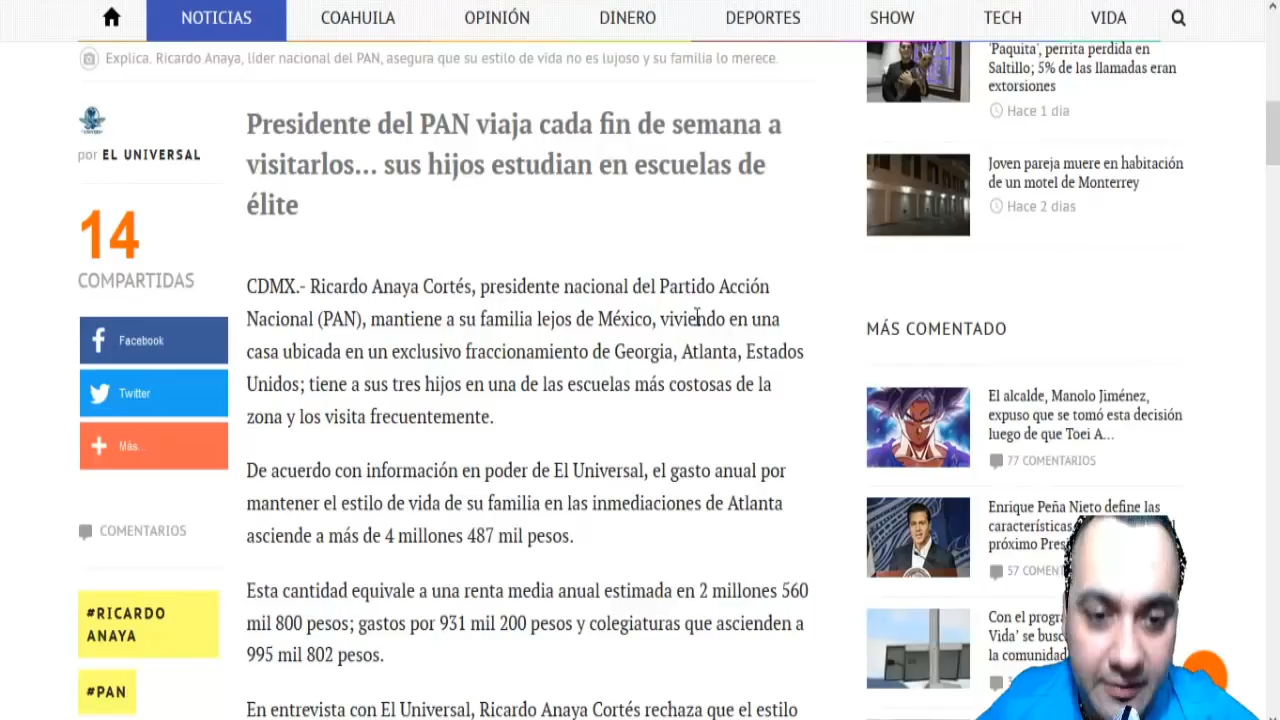 NOTICIAS
COAHUILA
OPINIÓN
DINERO
DEPORTES
SHOW
TECH
VIDA
Explica. Ricardo Anaya, líder nacional del PAN, asegura que su estilo de vida no es lujoso y su familia lo merece.
por EL UNIVERSAL
14
COMPARTIDAS
Facebook
Twitter
Más...
COMENTARIOS
#RICARDO
ANAYA
#PAN
Presidente del PAN viaja cada fin de semana a
visitarlos... sus hijos estudian en escuelas de
élite
CDMX.- Ricardo Anaya Cortés, presidente nacional del Partido Acción
Nacional (PAN), mantiene a su familia lejos de México, viviendo en una
casa ubicada en un exclusivo fraccionamiento de Georgia, Atlanta, Estados
Unidos; tiene a sus tres hijos en una de las escuelas más costosas de la
zona y los visita frecuentemente.
De acuerdo con información en poder de El Universal, el gasto anual por
mantener el estilo de vida de su familia en las inmediaciones de Atlanta
asciende a más de 4 millones 487 mil pesos.
Esta cantidad equivale a una renta media anual estimada en 2 millones 560
mil 800 pesos; gastos por 931 mil 200 pesos y colegiaturas que ascienden a
995 mil 802 pesos.
En entrevista con El Universal, Ricardo Anaya Cortés rechaza que el estilo
'Paquita', perrita perdida en
Saltillo; 5% de las llamadas eran
extorsiones
Hace 1 dia
Joven pareja muere en habitación
de un motel de Monterrey
Hace 2 dias
MÁS COMENTADO
El alcalde, Manolo Jiménez,
expuso que se tomó esta decisión
luego de que Toei A...
77 COMENTARIOS
Enrique Peña Nieto define las
características
próximo
57
Con el
Vida' se
la comunidad